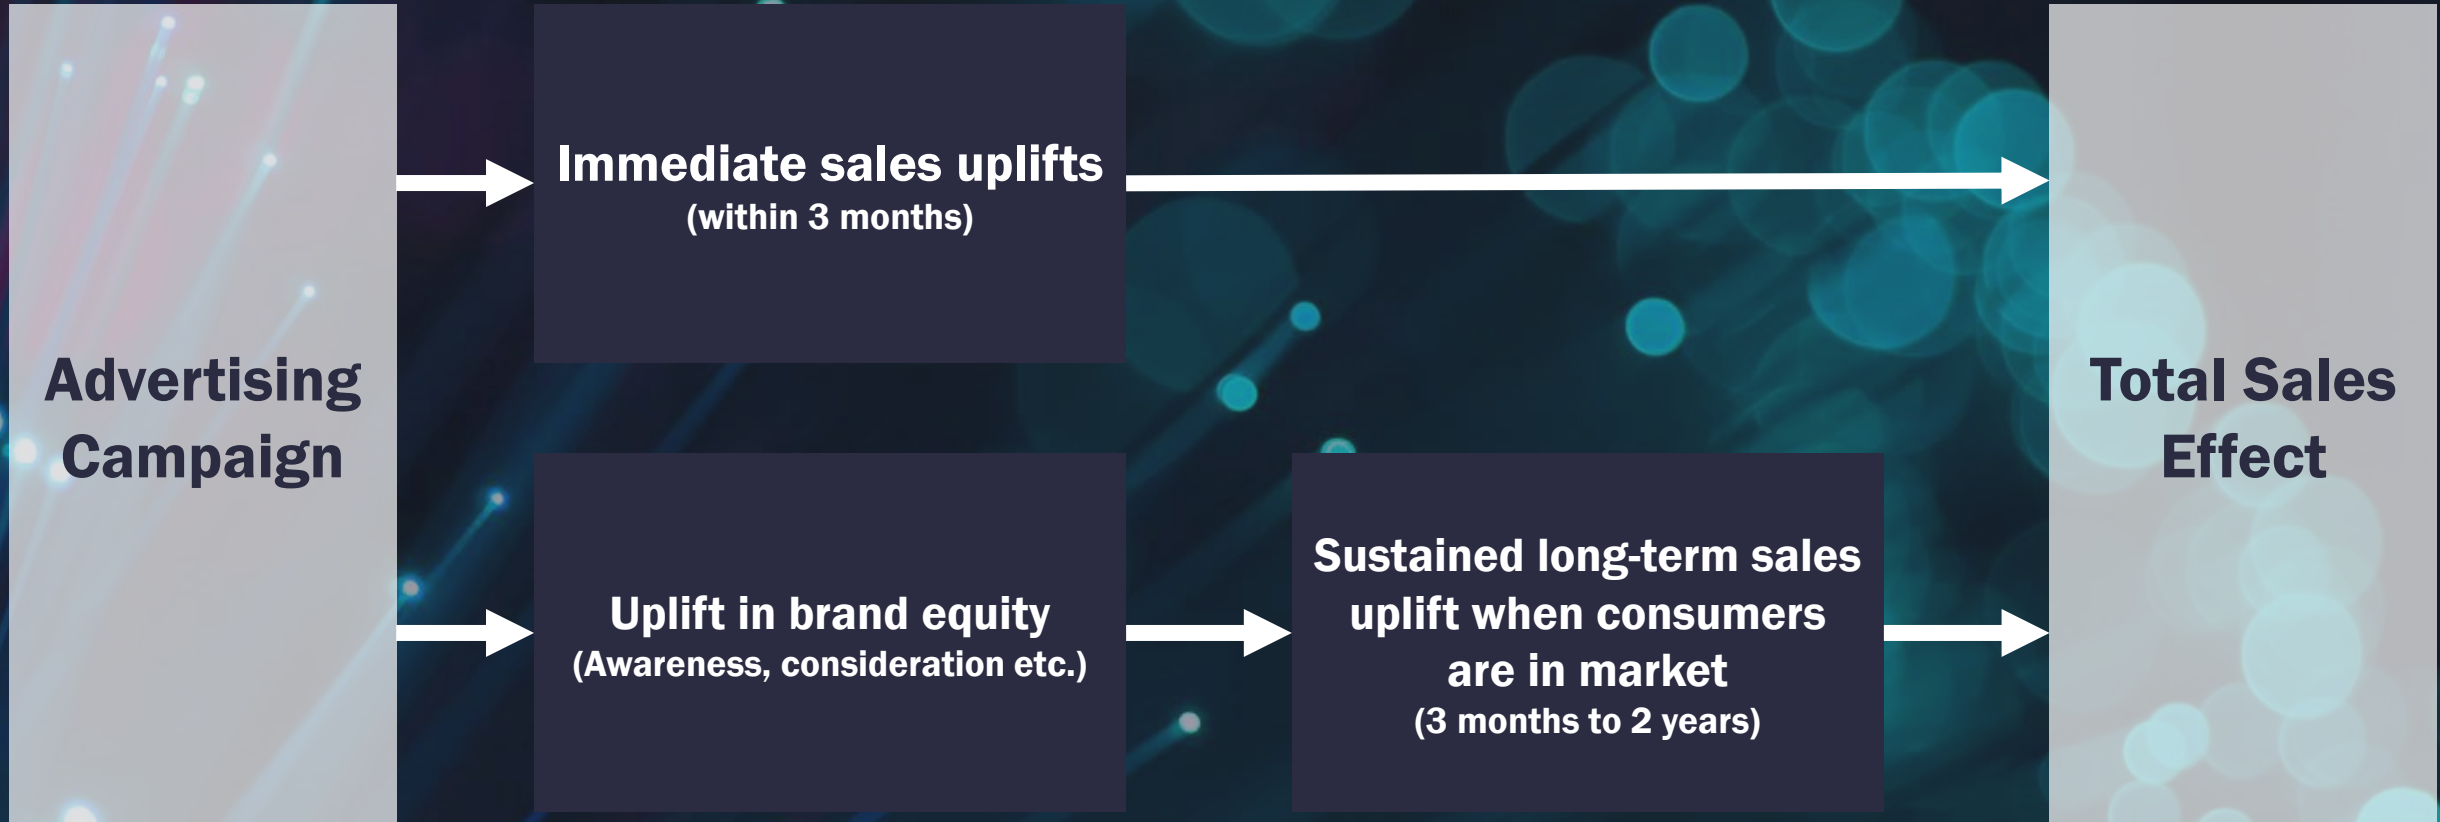 Advertising
Campaign
Immediate sales uplifts
(within 3 months)
Uplift in brand equity
(Awareness, consideration etc.)
Sustained long-term sales
uplift when consumers
are in market
(3 months to 2 years)
Total Sales
Effect